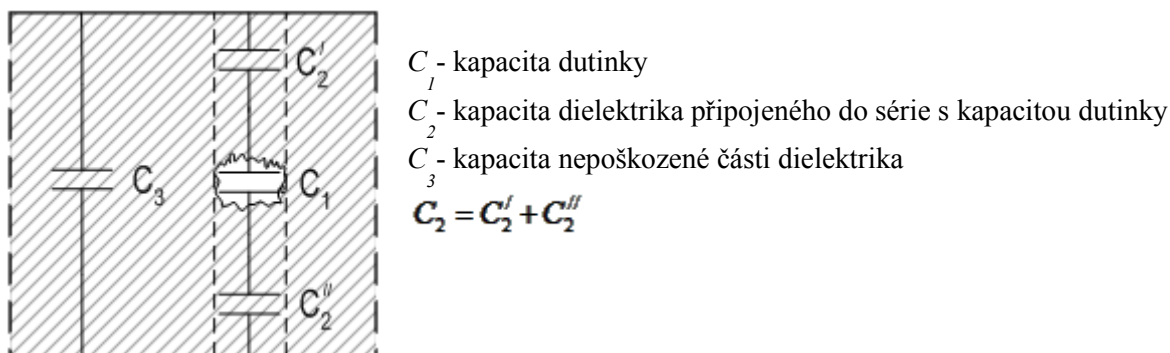 C₂′
C₃
C₁
C₂″
C₁ - kapacita dutinky
C₂ - kapacita dielektrika připojeného do série s kapacitou dutinky
C₃ - kapacita nepoškozené části dielektrika
C₂ = C₂′ + C₂″